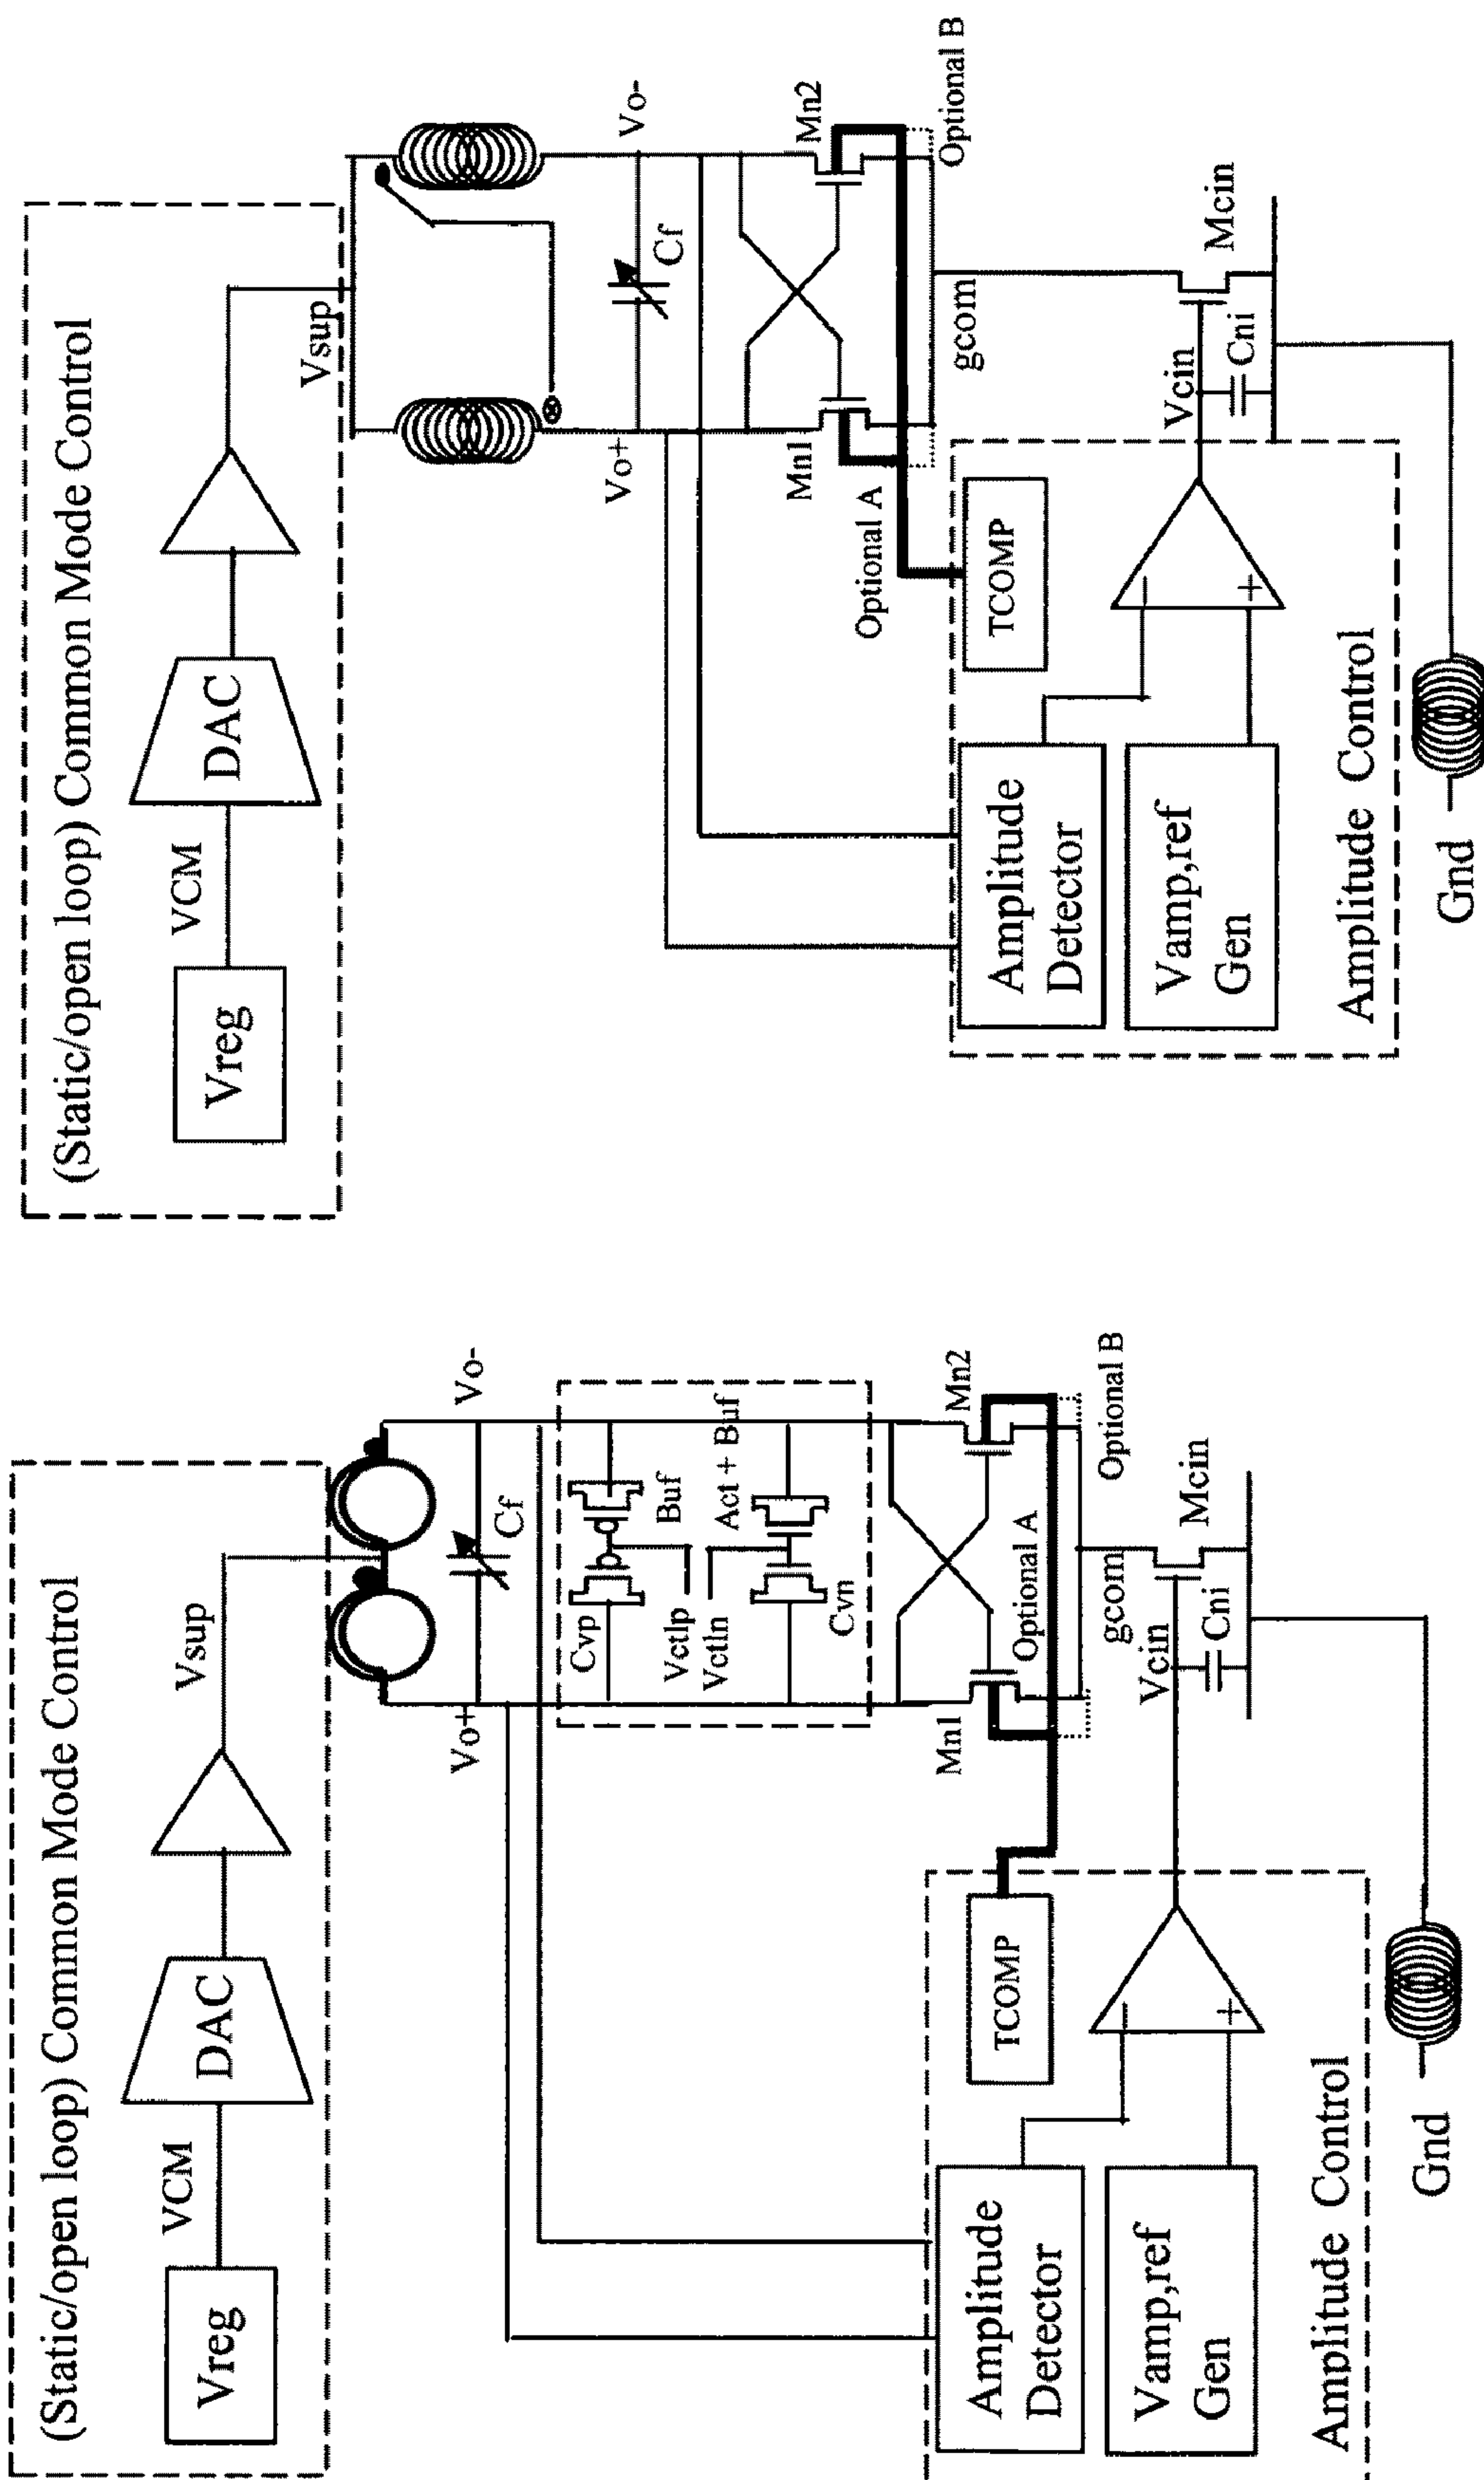 (Static/open loop) Common Mode Control
Vreg
VCM
DAC
Vsup
Vo+
Vo-
Cf
Cvp
Buf
Vctlp
Vctln
Act + Buf
Cvn
Mn1
Mn2
Optional A
Optional B
TCOMP
gcom
Vcin
Mcin
Cni
Amplitude
Detector
Vamp,ref
Gen
−
+
Amplitude Control
Gnd
(Static/open loop) Common Mode Control
Vreg
VCM
DAC
Vsup
Vo+
Vo-
Cf
Mn1
Mn2
Optional A
Optional B
TCOMP
gcom
Vcin
Mcin
Cni
Amplitude
Detector
Vamp,ref
Gen
−
+
Amplitude Control
Gnd